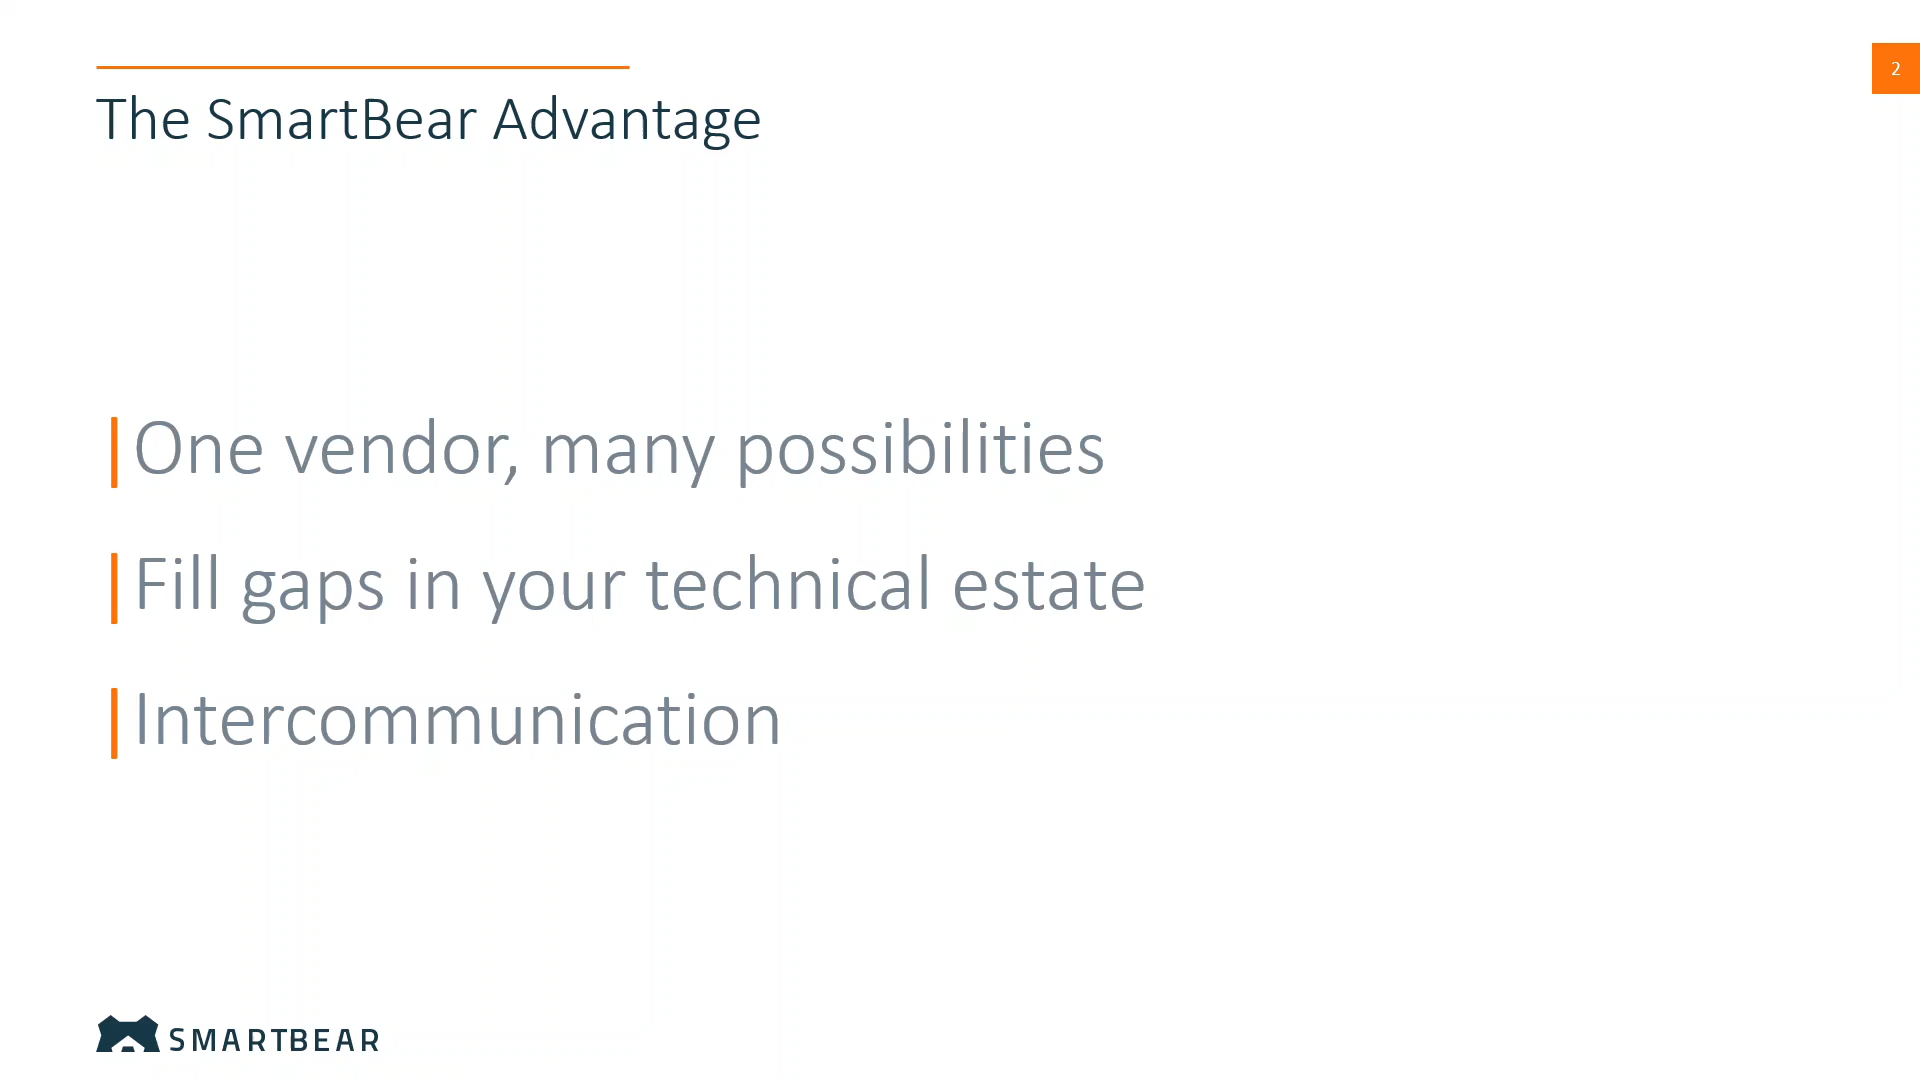 2
The SmartBear Advantage
One vendor, many possibilities
Fill gaps in your technical estate
Intercommunication
SMARTBEAR